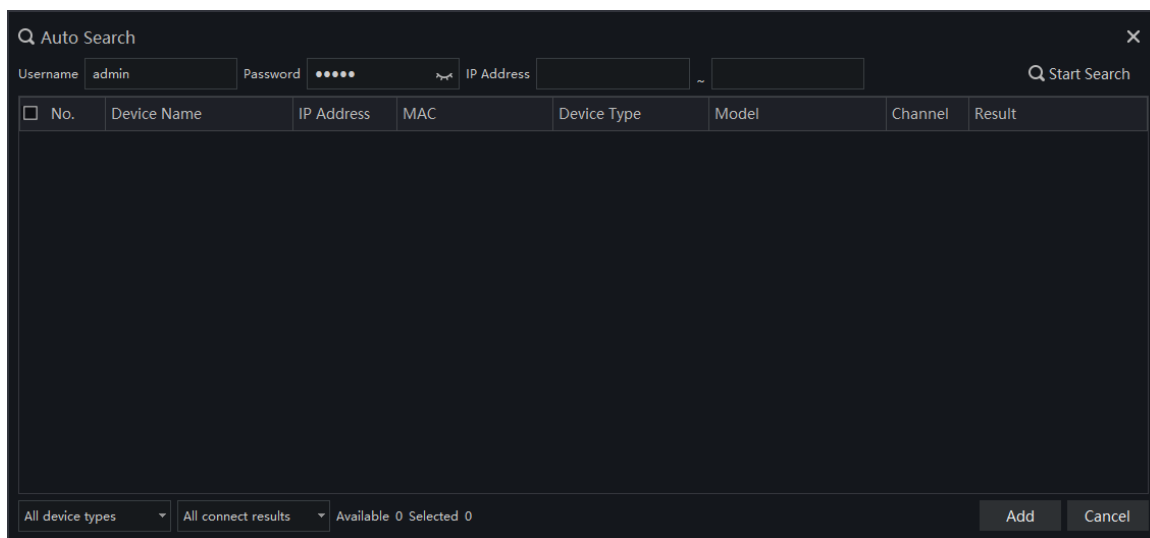 Auto Search
Username admin Password ••••• IP Address ~ Start Search
No. Device Name IP Address MAC Device Type Model Channel Result
All device types All connect results Available 0 Selected 0 Add Cancel